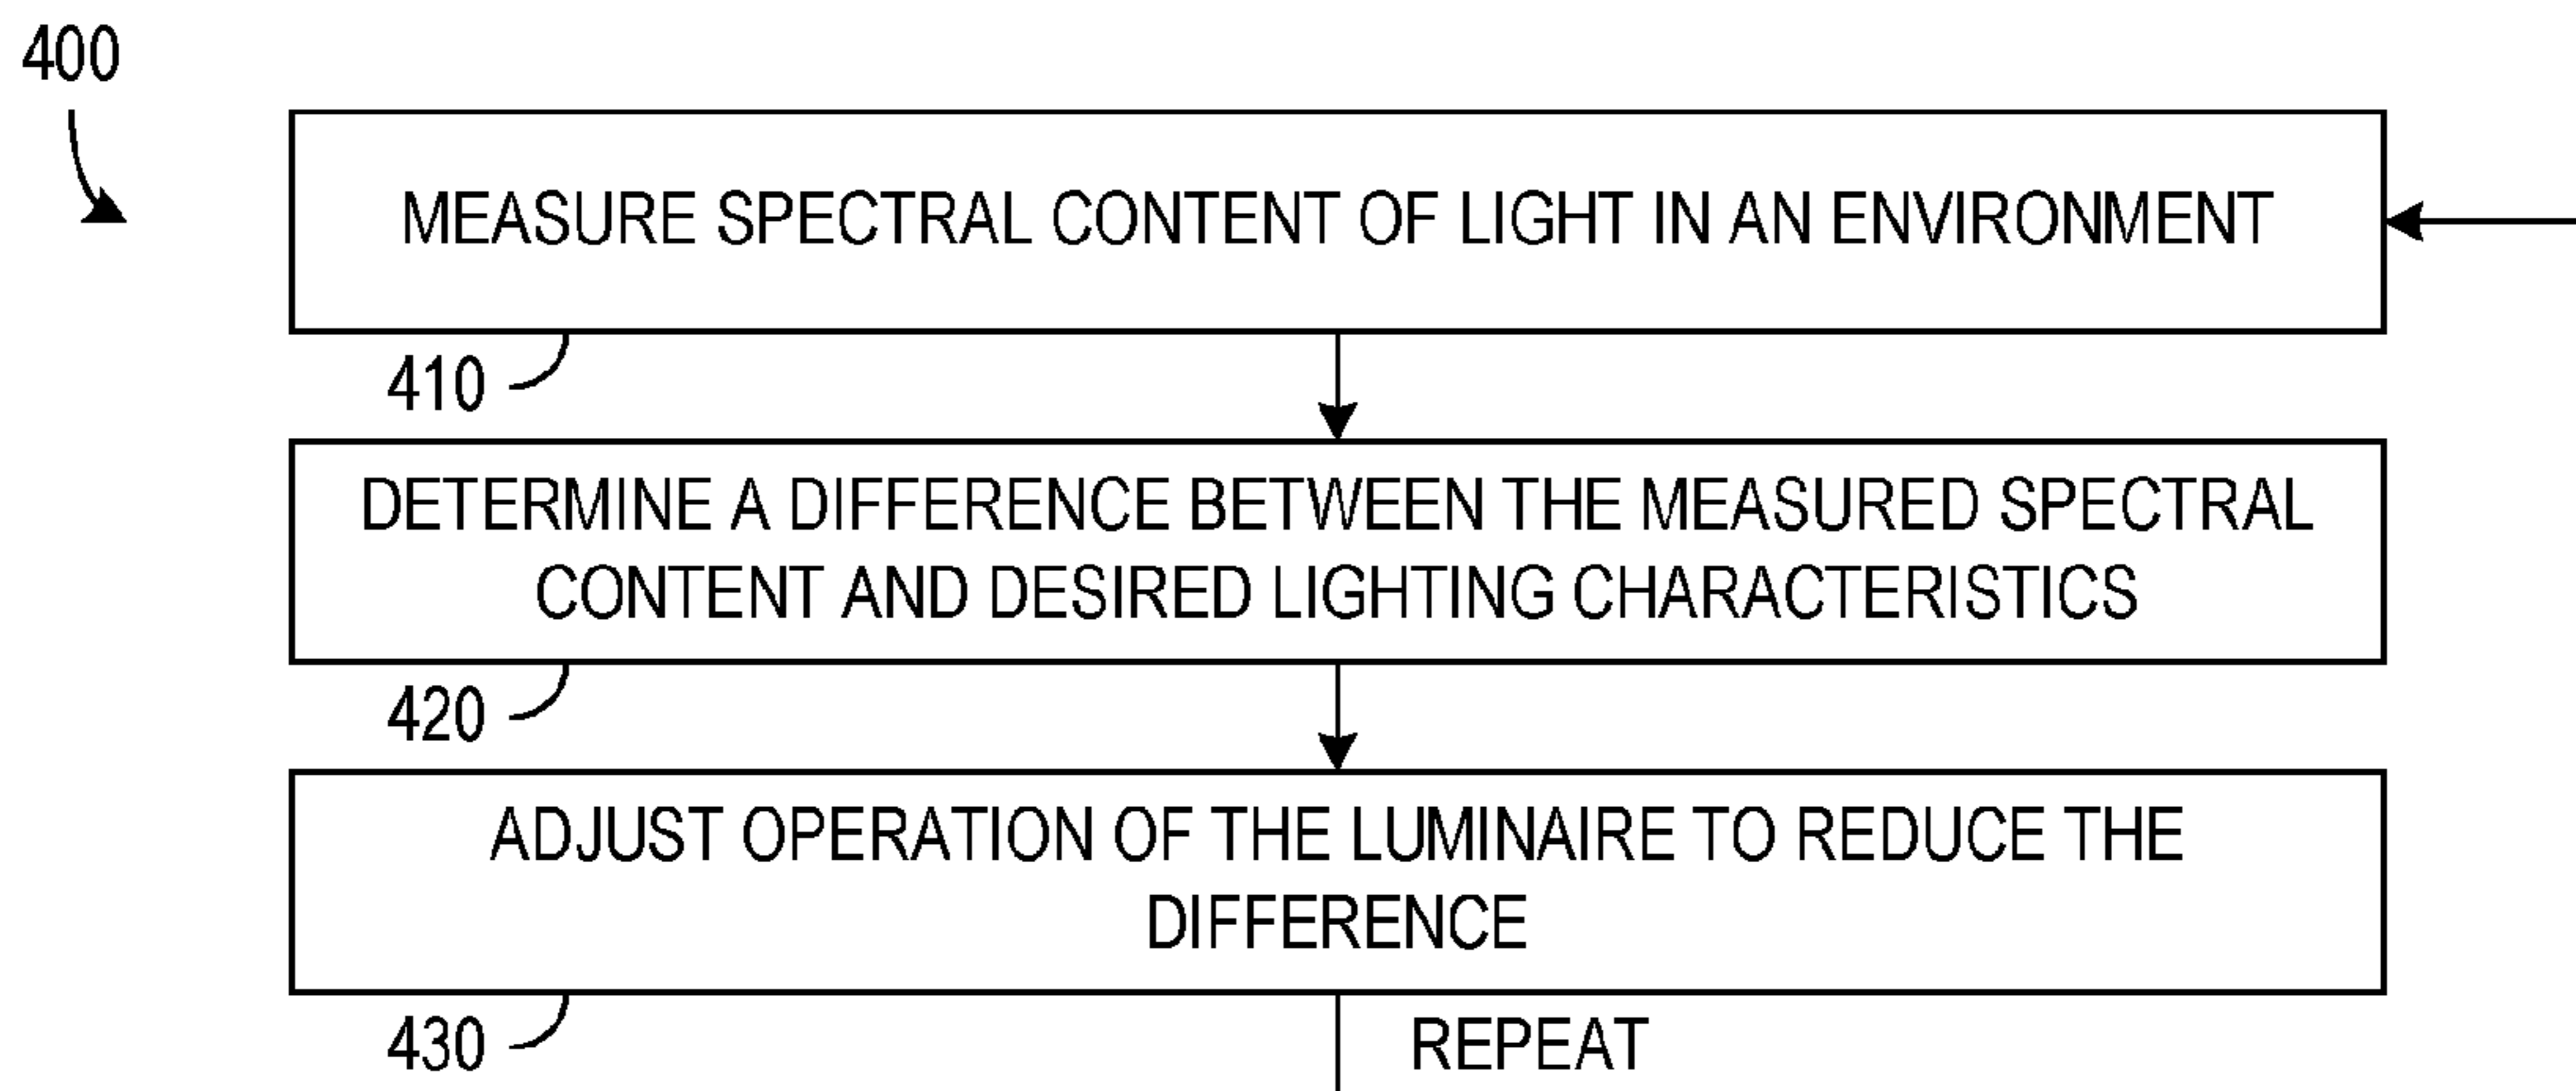 400
MEASURE SPECTRAL CONTENT OF LIGHT IN AN ENVIRONMENT
410
DETERMINE A DIFFERENCE BETWEEN THE MEASURED SPECTRAL
CONTENT AND DESIRED LIGHTING CHARACTERISTICS
420
ADJUST OPERATION OF THE LUMINAIRE TO REDUCE THE
DIFFERENCE
430
REPEAT